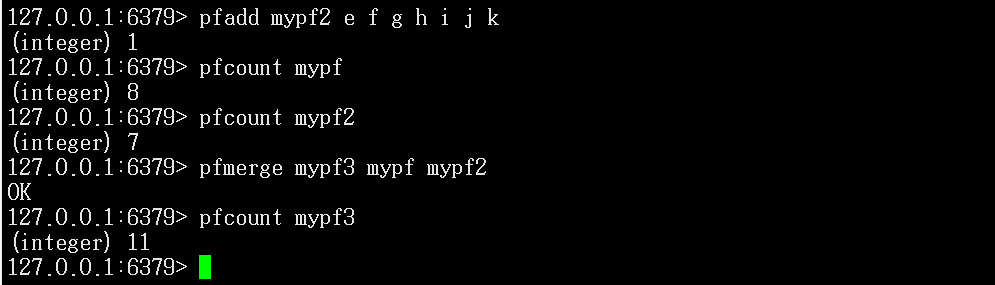 127.0.0.1:6379> pfadd mypf2 e f g h i j k
(integer) 1
127.0.0.1:6379> pfcount mypf
(integer) 8
127.0.0.1:6379> pfcount mypf2
(integer) 7
127.0.0.1:6379> pfmerge mypf3 mypf mypf2
OK
127.0.0.1:6379> pfcount mypf3
(integer) 11
127.0.0.1:6379>